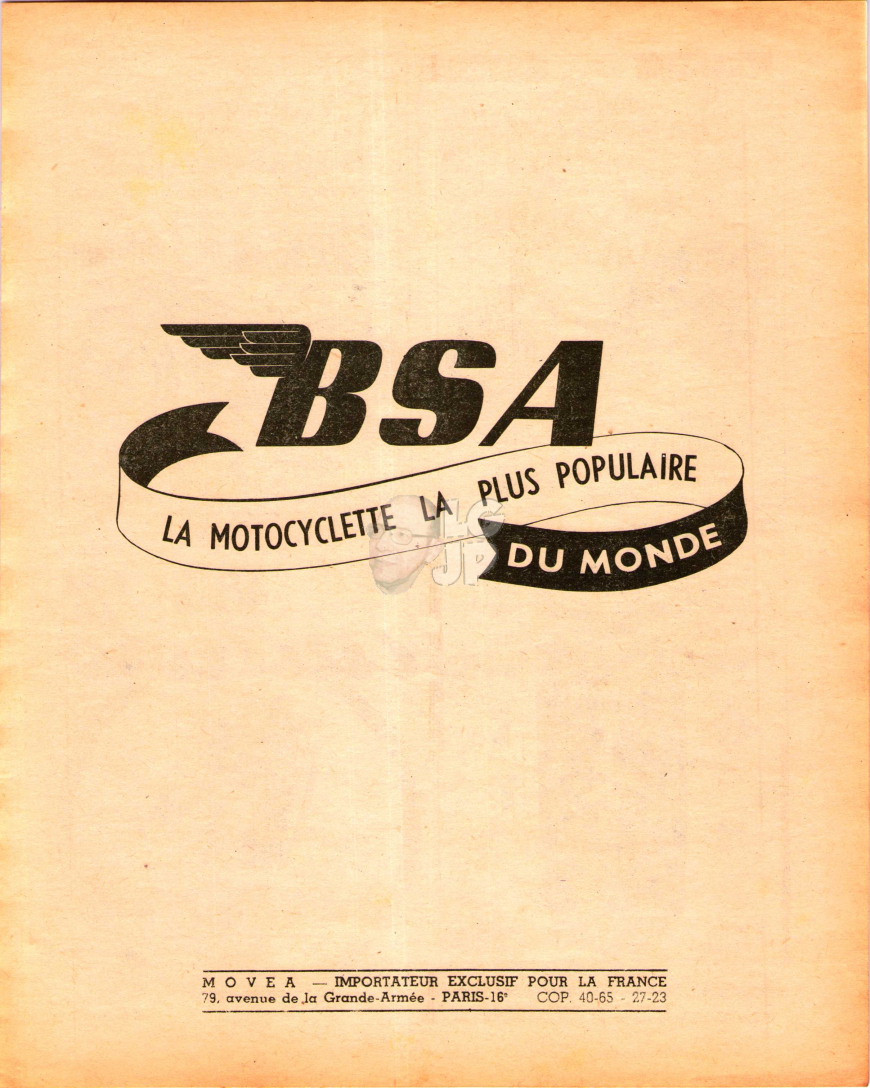 BSA
LA MOTOCYCLETTE LA PLUS POPULAIRE
DU MONDE
MOVEA — IMPORTATEUR EXCLUSIF POUR LA FRANCE
79, avenue de la Grande-Armée - PARIS-16e COP. 40-65 - 27-23